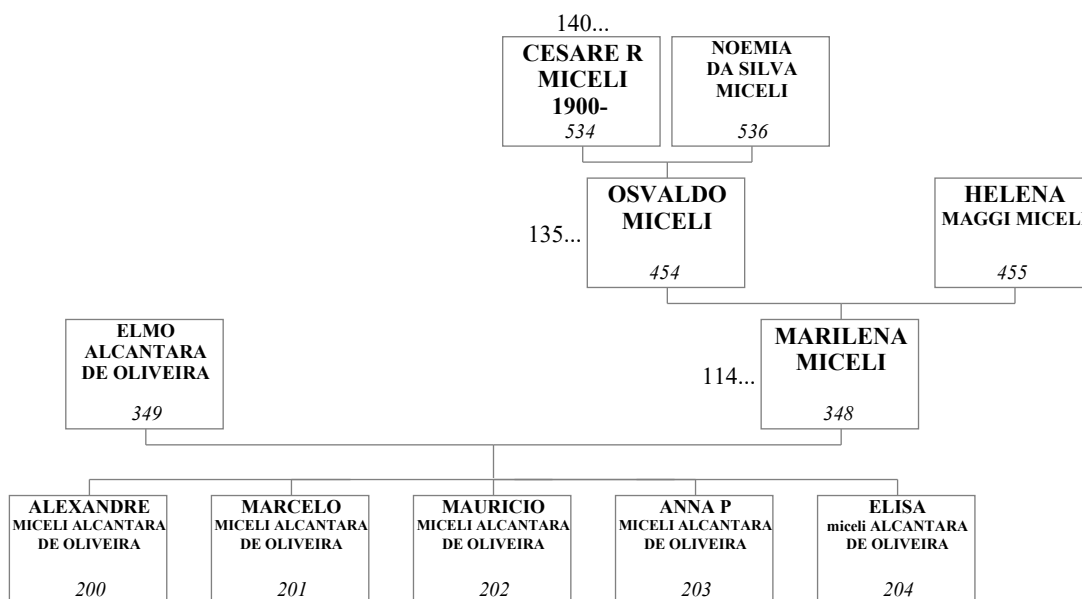 140...
CESARE R
MICELI
1900-
534
NOEMIA
DA SILVA
MICELI
536
135...
OSVALDO
MICELI
454
HELENA
MAGGI MICELI
455
ELMO
ALCANTARA
DE OLIVEIRA
349
114...
MARILENA
MICELI
348
ALEXANDRE
MICELI ALCANTARA
DE OLIVEIRA
200
MARCELO
MICELI ALCANTARA
DE OLIVEIRA
201
MAURICIO
MICELI ALCANTARA
DE OLIVEIRA
202
ANNA P
MICELI ALCANTARA
DE OLIVEIRA
203
ELISA
miceli ALCANTARA
DE OLIVEIRA
204